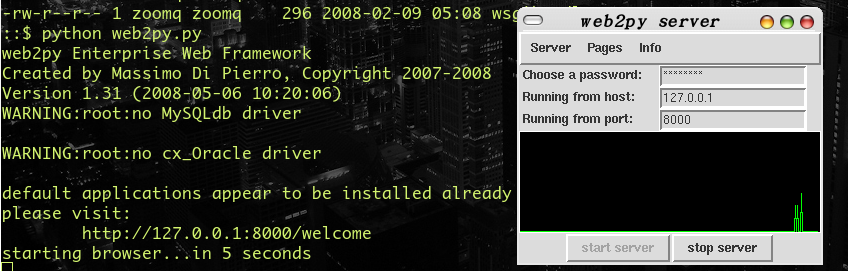 -rw-r--r-- 1 zoomq zoomq    296 2008-02-09 05:08
::$ python web2py.py
web2py Enterprise Web Framework
Created by Massimo Di Pierro, Copyright 2007-2008
Version 1.31 (2008-05-06 10:20:06)
WARNING:root:no MySQLdb driver
WARNING:root:no cx_Oracle driver
default applications appear to be installed already
please visit:
        http://127.0.0.1:8000/welcome
starting browser...in 5 seconds
web2py server
Server Pages Info
Choose a password: ********
Running from host: 127.0.0.1
Running from port: 8000
start server stop server